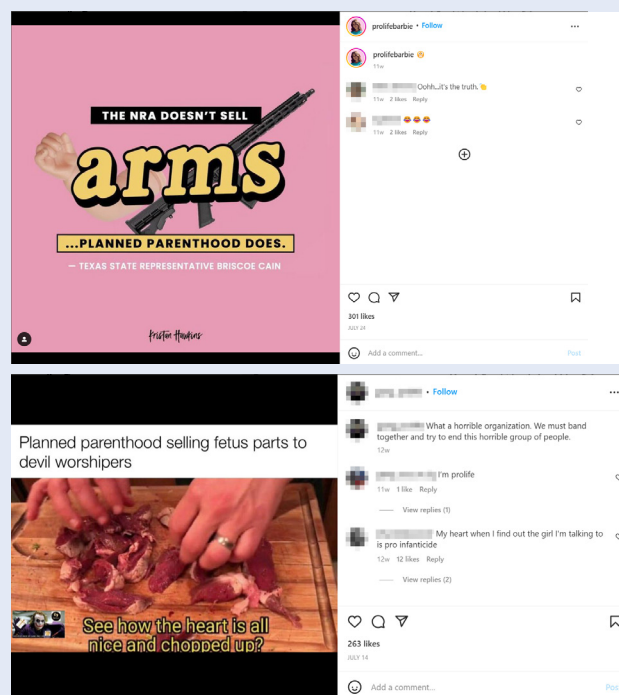 prolifebarbie • Follow
prolifebarbie
11w
Oohh...it's the truth.
11w 2 likes Reply
11w 2 likes Reply
THE NRA DOESN'T SELL
arms
...PLANNED PARENTHOOD DOES.
— TEXAS STATE REPRESENTATIVE BRISCOE CAIN
Kristan Hawkins
301 likes
JULY 24
Add a comment...
Post
Planned parenthood selling fetus parts to
devil worshipers
See how the heart is all
nice and chopped up?
• Follow
What a horrible organization. We must band
together and try to end this horrible group of people.
12w
I'm prolife
11w 1 like Reply
View replies (1)
My heart when I find out the girl I'm talking to
is pro infanticide
12w 12 likes Reply
View replies (2)
263 likes
JULY 14
Add a comment...